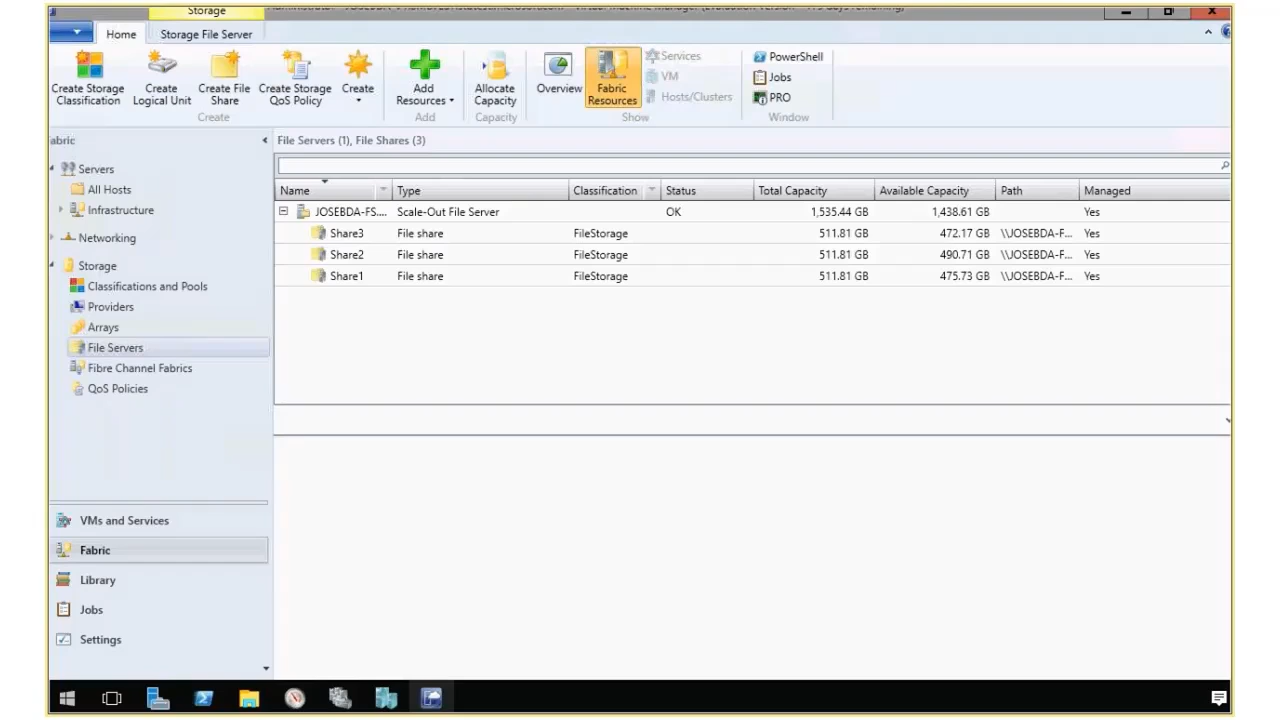 Storage
Home
Storage File Server
Create Storage Classification
Create Logical Unit
Create File Share
Create Storage QoS Policy
Create
Add Resources
Allocate Capacity
Overview
Fabric Resources
Services
VM
Hosts/Clusters
PowerShell
Jobs
PRO
Create
Add
Capacity
Show
Window
abric
File Servers (1), File Shares (3)
Servers
All Hosts
Infrastructure
Networking
Storage
Classifications and Pools
Providers
Arrays
File Servers
Fibre Channel Fabrics
QoS Policies
Name Type Classification Status Total Capacity Available Capacity Path Managed
JOSEBDA-FS.... Scale-Out File Server OK 1,535.44 GB 1,438.61 GB Yes
Share3 File share FileStorage 511.81 GB 472.17 GB \\JOSEBDA-F... Yes
Share2 File share FileStorage 511.81 GB 490.71 GB \\JOSEBDA-F... Yes
Share1 File share FileStorage 511.81 GB 475.73 GB \\JOSEBDA-F... Yes
VMs and Services
Fabric
Library
Jobs
Settings